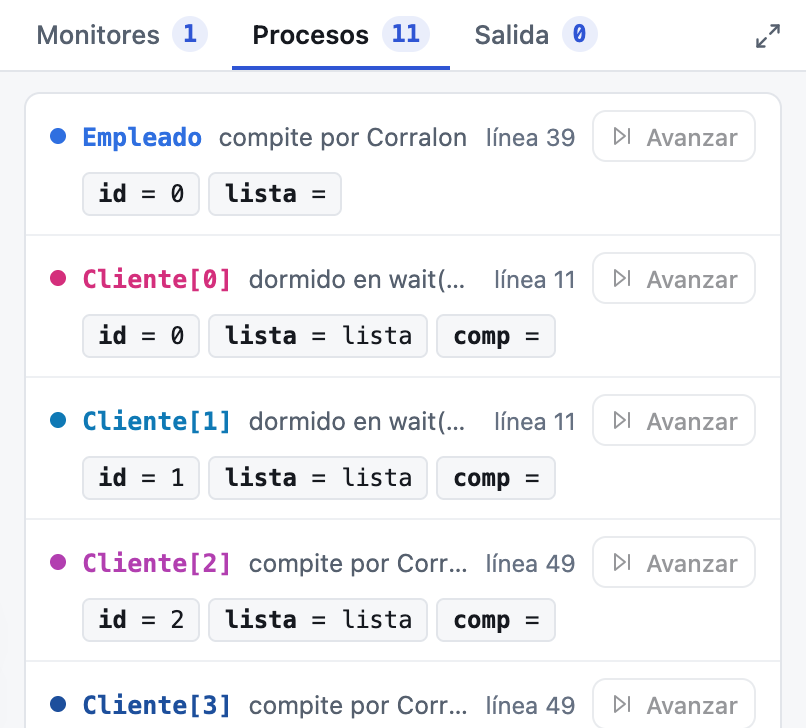 Monitores 1 Procesos 11 Salida 0
Empleado compite por Corralon línea 39 Avanzar
id = 0 lista =
Cliente[0] dormido en wait(... línea 11 Avanzar
id = 0 lista = lista comp =
Cliente[1] dormido en wait(... línea 11 Avanzar
id = 1 lista = lista comp =
Cliente[2] compite por Corr... línea 49 Avanzar
id = 2 lista = lista comp =
Cliente[3] compite por Corr... línea 49 Avanzar